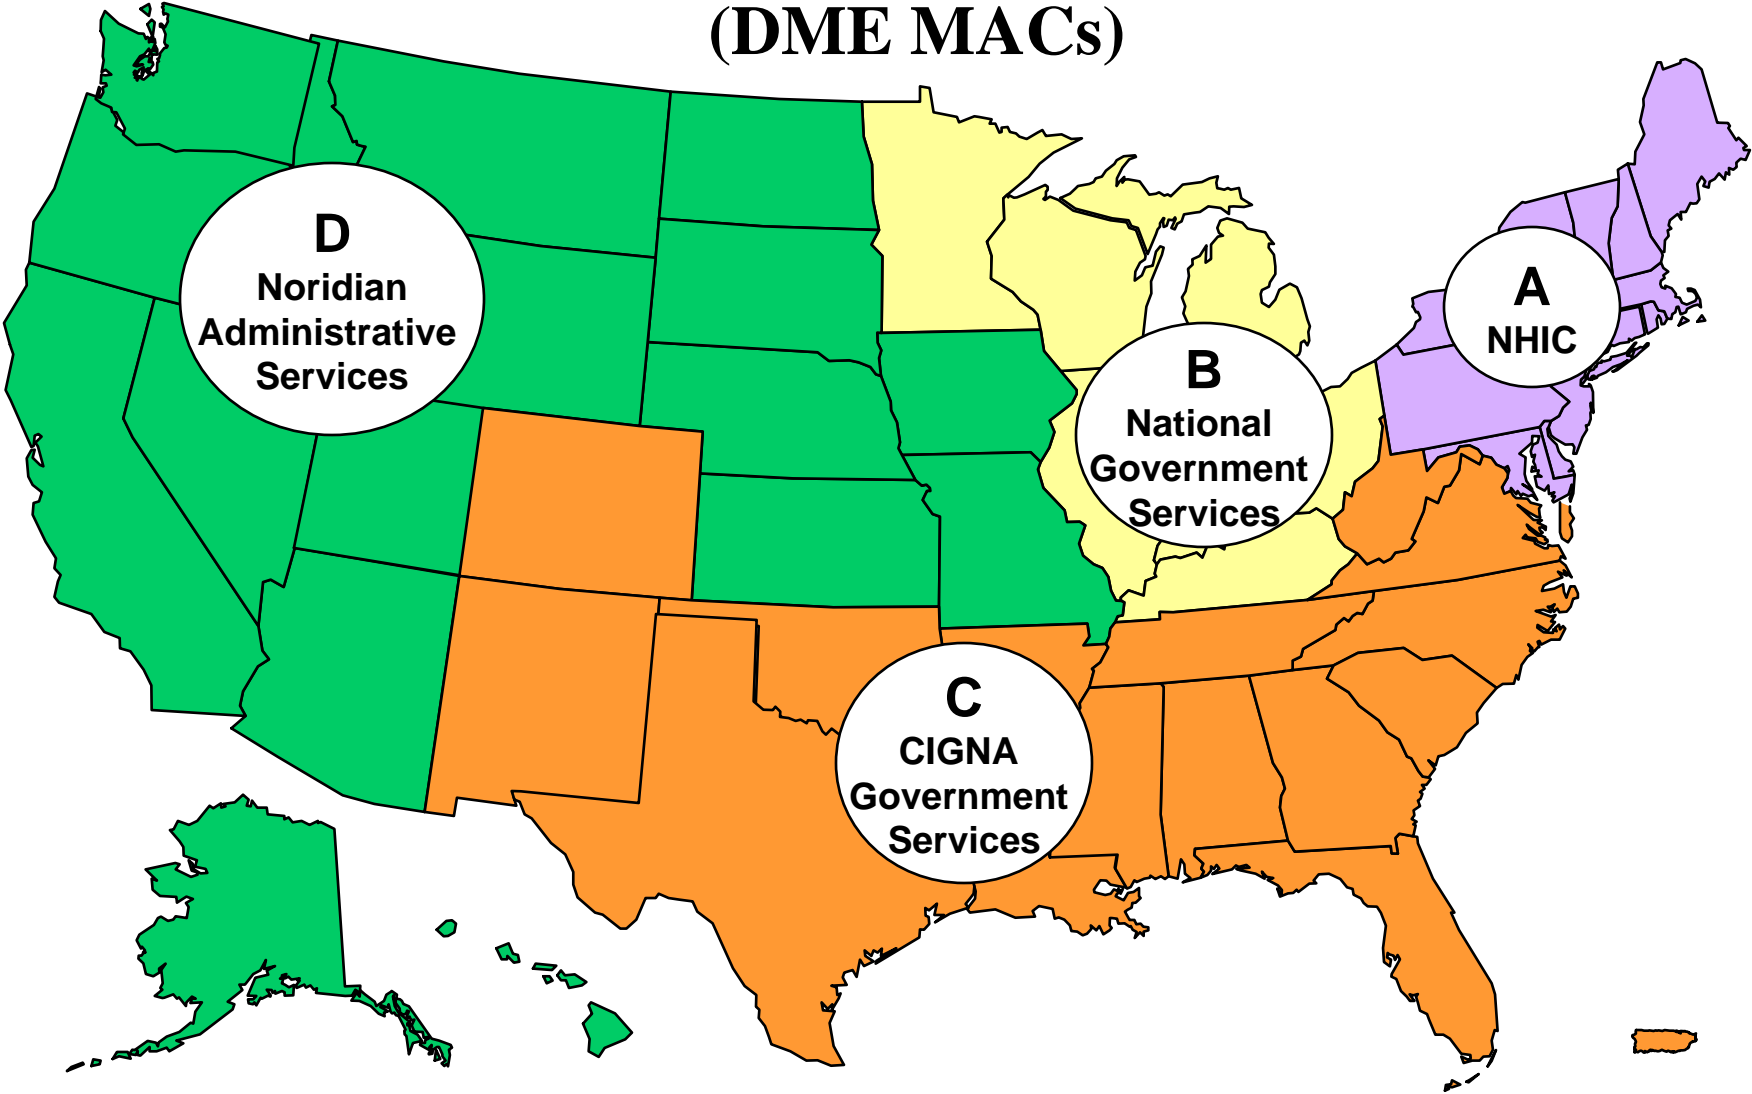 (DME MACs)
D
Noridian
Administrative
Services
A
NHIC
B
National
Government
Services
C
CIGNA
Government
Services